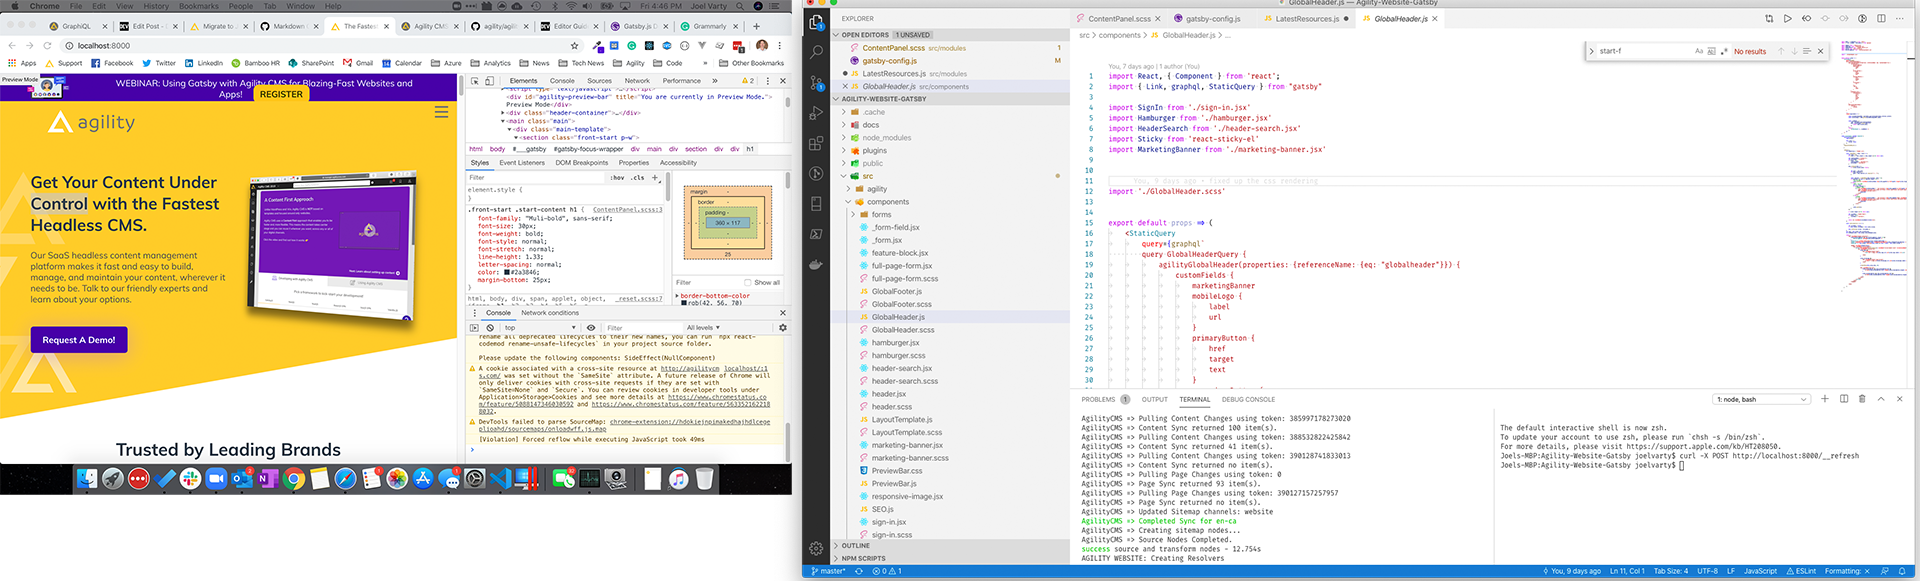 Chrome File Edit View History Bookmarks People Tab Window Help
Fri 4:46 PM Joel Varty
GraphQL
Edit Post -
Migrate to
Markdown
The Fastes
Agility CM
agility/agilit
Editor Guid
Gatsby.js D
Grammarly
localhost:8000
Apps Support Facebook Twitter LinkedIn Bamboo HR SharePoint Gmail Calendar Azure Analytics News Tech News Agility Code Other Bookmarks
Preview Mode
WEBINAR: Using Gatsby with Agility CMS for Blazing-Fast Websites and
Apps! REGISTER
agility
Get Your Content Under
Control with the Fastest
Headless CMS.
Our SaaS headless content management
platform makes it fast and easy to build,
manage, and maintain your content, wherever it
needs to be. Talk to our friendly experts and
learn about your options.
Request A Demo!
A Content First Approach
Trusted by Leading Brands
Elements Console Sources Network Performance » 2
<div id="agility-preview-bar" title="You are currently in Preview Mode.">
Preview Mode</div>
<div class="header-container">…</div>
<main class="main">
<div class="main-template">
<section class="front-start p-w">
html body #___gatsby #gatsby-focus-wrapper div main div section div div h1
Styles Event Listeners DOM Breakpoints Properties Accessibility
Filter :hov .cls +
element.style {
}
.front-start .start-content h1 { ContentPanel.scss:3
font-family: "Muli-bold", sans-serif;
font-size: 30px;
font-weight: bold;
font-style: normal;
font-stretch: normal;
line-height: 1.33;
letter-spacing: normal;
color: #2a3846;
margin-bottom: 25px;
}
html, body, div, span, applet, object, _reset.scss:7
margin -
border -
padding -
360 × 117
25
Filter Show all
border-bottom-color
rgb(42, 56, 70)
Console Network conditions
top Filter All levels
rename all deprecated lifecycles to their new names, you can run `npx react-
codemod rename-unsafe-lifecycles` in your project source folder.
Please update the following components: SideEffect(NullComponent)
A cookie associated with a cross-site resource at http://agilitycm localhost/:1
s.com/ was set without the `SameSite` attribute. A future release of Chrome will
only deliver cookies with cross-site requests if they are set with
`SameSite=None` and `Secure`. You can review cookies in developer tools under
Application>Storage>Cookies and see more details at https://www.chromestatus.co
m/feature/5088147346030592 and https://www.chromestatus.com/feature/563352162218
8032.
DevTools failed to parse SourceMap: chrome-extension://hdokiejnpimakedhajhdlcege
plioahd/sourcemaps/onloadwff.js.map
[Violation] Forced reflow while executing JavaScript took 49ms
GlobalHeader.js — Agility-Website-Gatsby
EXPLORER
OPEN EDITORS 1 UNSAVED
ContentPanel.scss src/modules 1
gatsby-config.js M
LatestResources.js src/modules
GlobalHeader.js src/components
AGILITY-WEBSITE-GATSBY
.cache
docs
node_modules
plugins
public
src
agility
components
forms
_form-field.jsx
_form.jsx
feature-block.jsx
full-page-form.jsx
full-page-form.scss
GlobalFooter.js
GlobalFooter.scss
GlobalHeader.js
GlobalHeader.scss
hamburger.jsx
hamburger.scss
header-search.jsx
header-search.scss
header.jsx
header.scss
LayoutTemplate.js
LayoutTemplate.scss
marketing-banner.jsx
marketing-banner.scss
PreviewBar.css
PreviewBar.js
responsive-image.jsx
SEO.js
sign-in.jsx
sign-in.scss
OUTLINE
NPM SCRIPTS
ContentPanel.scss gatsby-config.js LatestResources.js GlobalHeader.js
src > components > GlobalHeader.js > ...
start-f Aa No results
You, 7 days ago | 1 author (You)
1 import React, { Component } from 'react';
2 import { Link, graphql, StaticQuery } from "gatsby"
3
4 import SignIn from './sign-in.jsx'
5 import Hamburger from './hamburger.jsx'
6 import HeaderSearch from './header-search.jsx'
7 import Sticky from 'react-sticky-el'
8 import MarketingBanner from './marketing-banner.jsx'
9
10
11 You, 9 days ago • fixed up the css rendering
12 import './GlobalHeader.scss'
13
14
15 export default props => (
16 <StaticQuery
17 query={graphql`
18 query GlobalHeaderQuery {
19 agilityGlobalHeader(properties: {referenceName: {eq: "globalheader"}}) {
20 customFields {
21 marketingBanner
22 mobileLogo {
23 label
24 url
25 }
26 primaryButton {
27 href
28 target
29 text
30 }
PROBLEMS 1 OUTPUT TERMINAL DEBUG CONSOLE 1: node, bash
AgilityCMS => Pulling Content Changes using token: 385997178273020
AgilityCMS => Content Sync returned 100 item(s).
AgilityCMS => Pulling Content Changes using token: 388532822425842
AgilityCMS => Content Sync returned 41 item(s).
AgilityCMS => Pulling Content Changes using token: 390128741833013
AgilityCMS => Content Sync returned no item(s).
AgilityCMS => Pulling Page Changes using token: 0
AgilityCMS => Page Sync returned 93 item(s).
AgilityCMS => Pulling Page Changes using token: 390127157257957
AgilityCMS => Page Sync returned no item(s).
AgilityCMS => Updated Sitemap channels: website
AgilityCMS => Completed Sync for en-ca
AgilityCMS => Creating sitemap nodes...
AgilityCMS => Source Nodes Completed.
success source and transform nodes - 12.754s
AGILITY WEBSITE: Creating Resolvers
The default interactive shell is now zsh.
To update your account to use zsh, please run `chsh -s /bin/zsh`.
For more details, please visit https://support.apple.com/kb/HT208050.
Joels-MBP:Agility-Website-Gatsby joelvarty$ curl -X POST http://localhost:8000/__refresh
Joels-MBP:Agility-Website-Gatsby joelvarty$
master* 0 1 You, 9 days ago Ln 11, Col 1 Tab Size: 4 UTF-8 LF JavaScript ESLint Formatting: ×